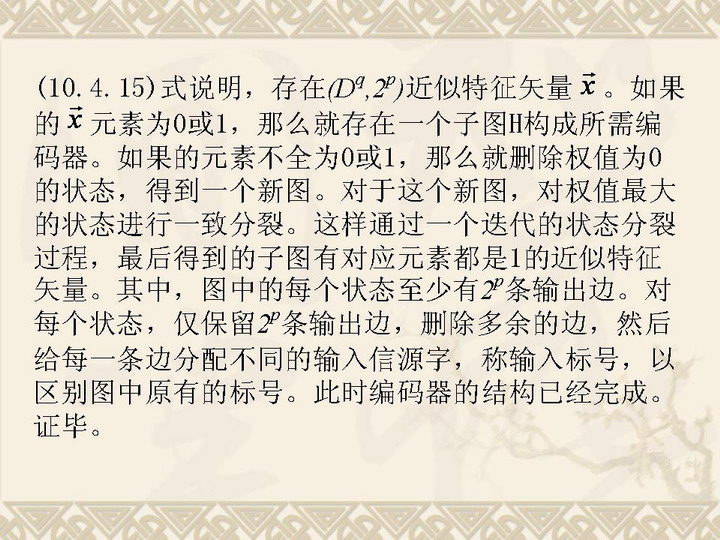 (10.4.15)式说明，存在(D^q,2^p)近似特征矢量 x⃗ 。如果
的 x⃗ 元素为0或1，那么就存在一个子图H构成所需编
码器。如果的元素不全为0或1，那么就删除权值为0
的状态，得到一个新图。对于这个新图，对权值最大
的状态进行一致分裂。这样通过一个迭代的状态分裂
过程，最后得到的子图有对应元素都是1的近似特征
矢量。其中，图中的每个状态至少有2^p条输出边。对
每个状态，仅保留2^p条输出边，删除多余的边，然后
给每一条边分配不同的输入信源字，称输入标号，以
区别图中原有的标号。此时编码器的结构已经完成。
证毕。